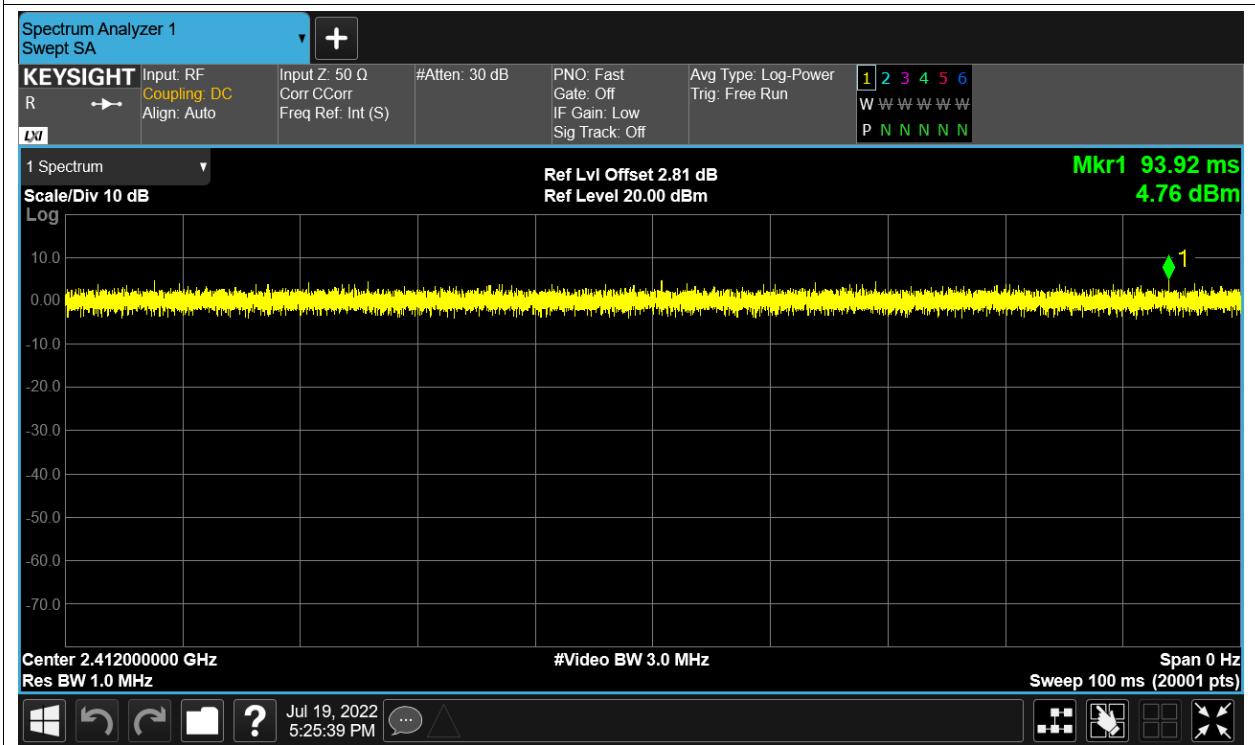 Spectrum Analyzer 1
Swept SA
+
KEYSIGHT
R
LXI
Input: RF
Coupling: DC
Align: Auto
Input Z: 50 Ω
Corr CCorr
Freq Ref: Int (S)
#Atten: 30 dB
PNO: Fast
Gate: Off
IF Gain: Low
Sig Track: Off
Avg Type: Log-Power
Trig: Free Run
1 2 3 4 5 6
W W W W W W
P N N N N N
1 Spectrum
Scale/Div 10 dB
Log
Ref Lvl Offset 2.81 dB
Ref Level 20.00 dBm
Mkr1 93.92 ms
4.76 dBm
1
10.0
0.00
-10.0
-20.0
-30.0
-40.0
-50.0
-60.0
-70.0
Center 2.412000000 GHz
Res BW 1.0 MHz
#Video BW 3.0 MHz
Span 0 Hz
Sweep 100 ms (20001 pts)
?
Jul 19, 2022
5:25:39 PM